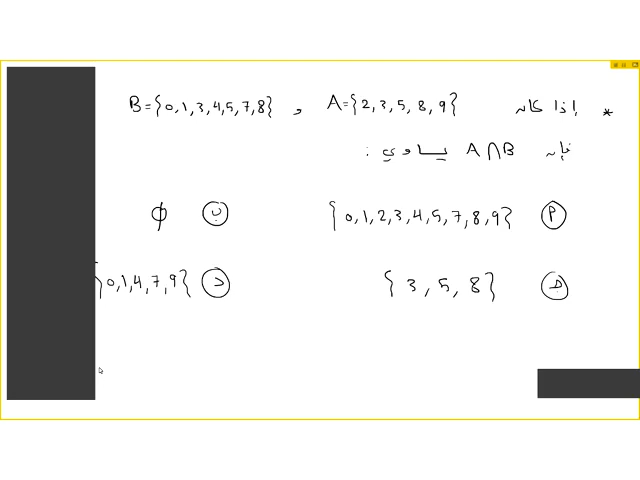 * إذا كان A={2,3,5,8,9} و B={0,1,3,4,5,7,8}
فإن A∩B يساوي :
أ {0,1,2,3,4,5,7,8,9} ب ϕ
ج {3,5,8} د {0,1,4,7,9}